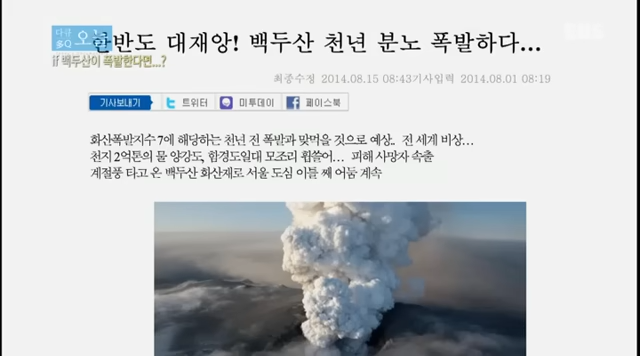 다큐 오늘
한반도 대재앙! 백두산 천년 분노 폭발하다...
if 백두산이 폭발한다면...?
최종수정 2014.08.15 08:43기사입력 2014.08.01 08:19
기사보내기 트위터 미투데이 페이스북
화산폭발지수 7에 해당하는 천년 전 폭발과 맞먹을 것으로 예상.. 전 세계 비상…
천지 2억톤의 물 양강도, 함경도일대 모조리 휩쓸어… 피해 사망자 속출
계절풍 타고 온 백두산 화산재로 서울 도심 이틀 째 어둠 계속